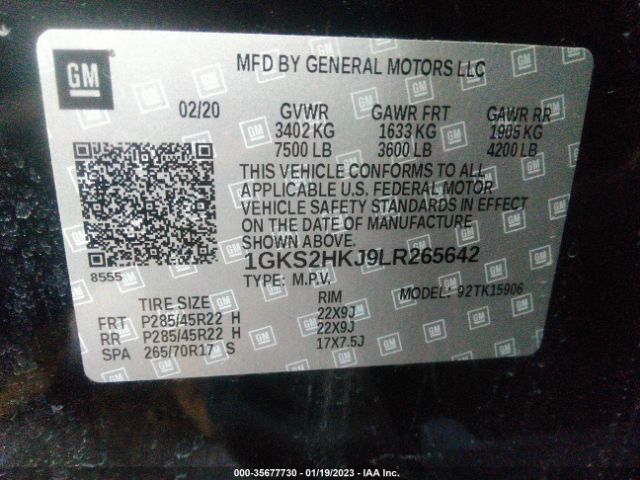 GM
MFD BY GENERAL MOTORS LLC
02/20 GVWR GAWR FRT GAWR RR
3402 KG 1633 KG 1905 KG
7500 LB 3600 LB 4200 LB
THIS VEHICLE CONFORMS TO ALL
APPLICABLE U.S. FEDERAL MOTOR
VEHICLE SAFETY STANDARDS IN EFFECT
ON THE DATE OF MANUFACTURE
SHOWN ABOVE.
8555
1GKS2HKJ9LR265642
TYPE: M.P.V. MODEL: 92TK15906
TIRE SIZE RIM
FRT P285/45R22 H 22X9J
RR P285/45R22 H 22X9J
SPA 265/70R17 S 17X7.5J
000-35677730 - 01/19/2023 - IAA Inc.